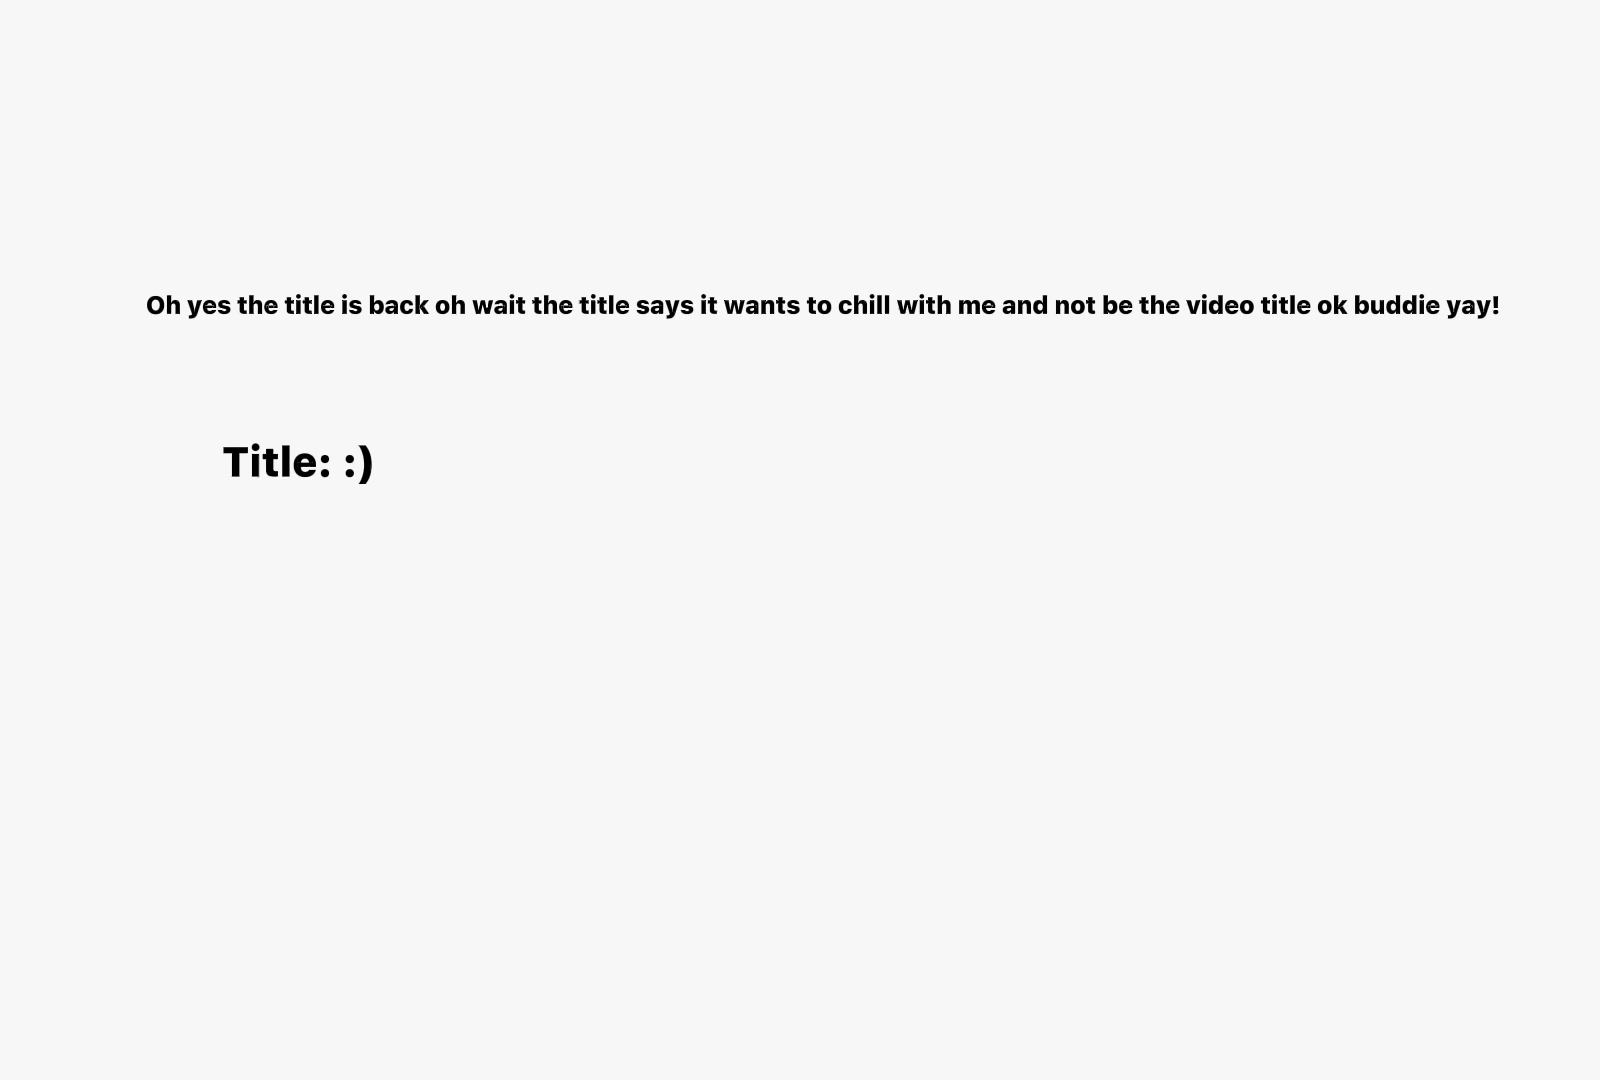 Oh yes the title is back oh wait the title says it wants to chill with me and not be the video title ok buddie yay!
Title: :)